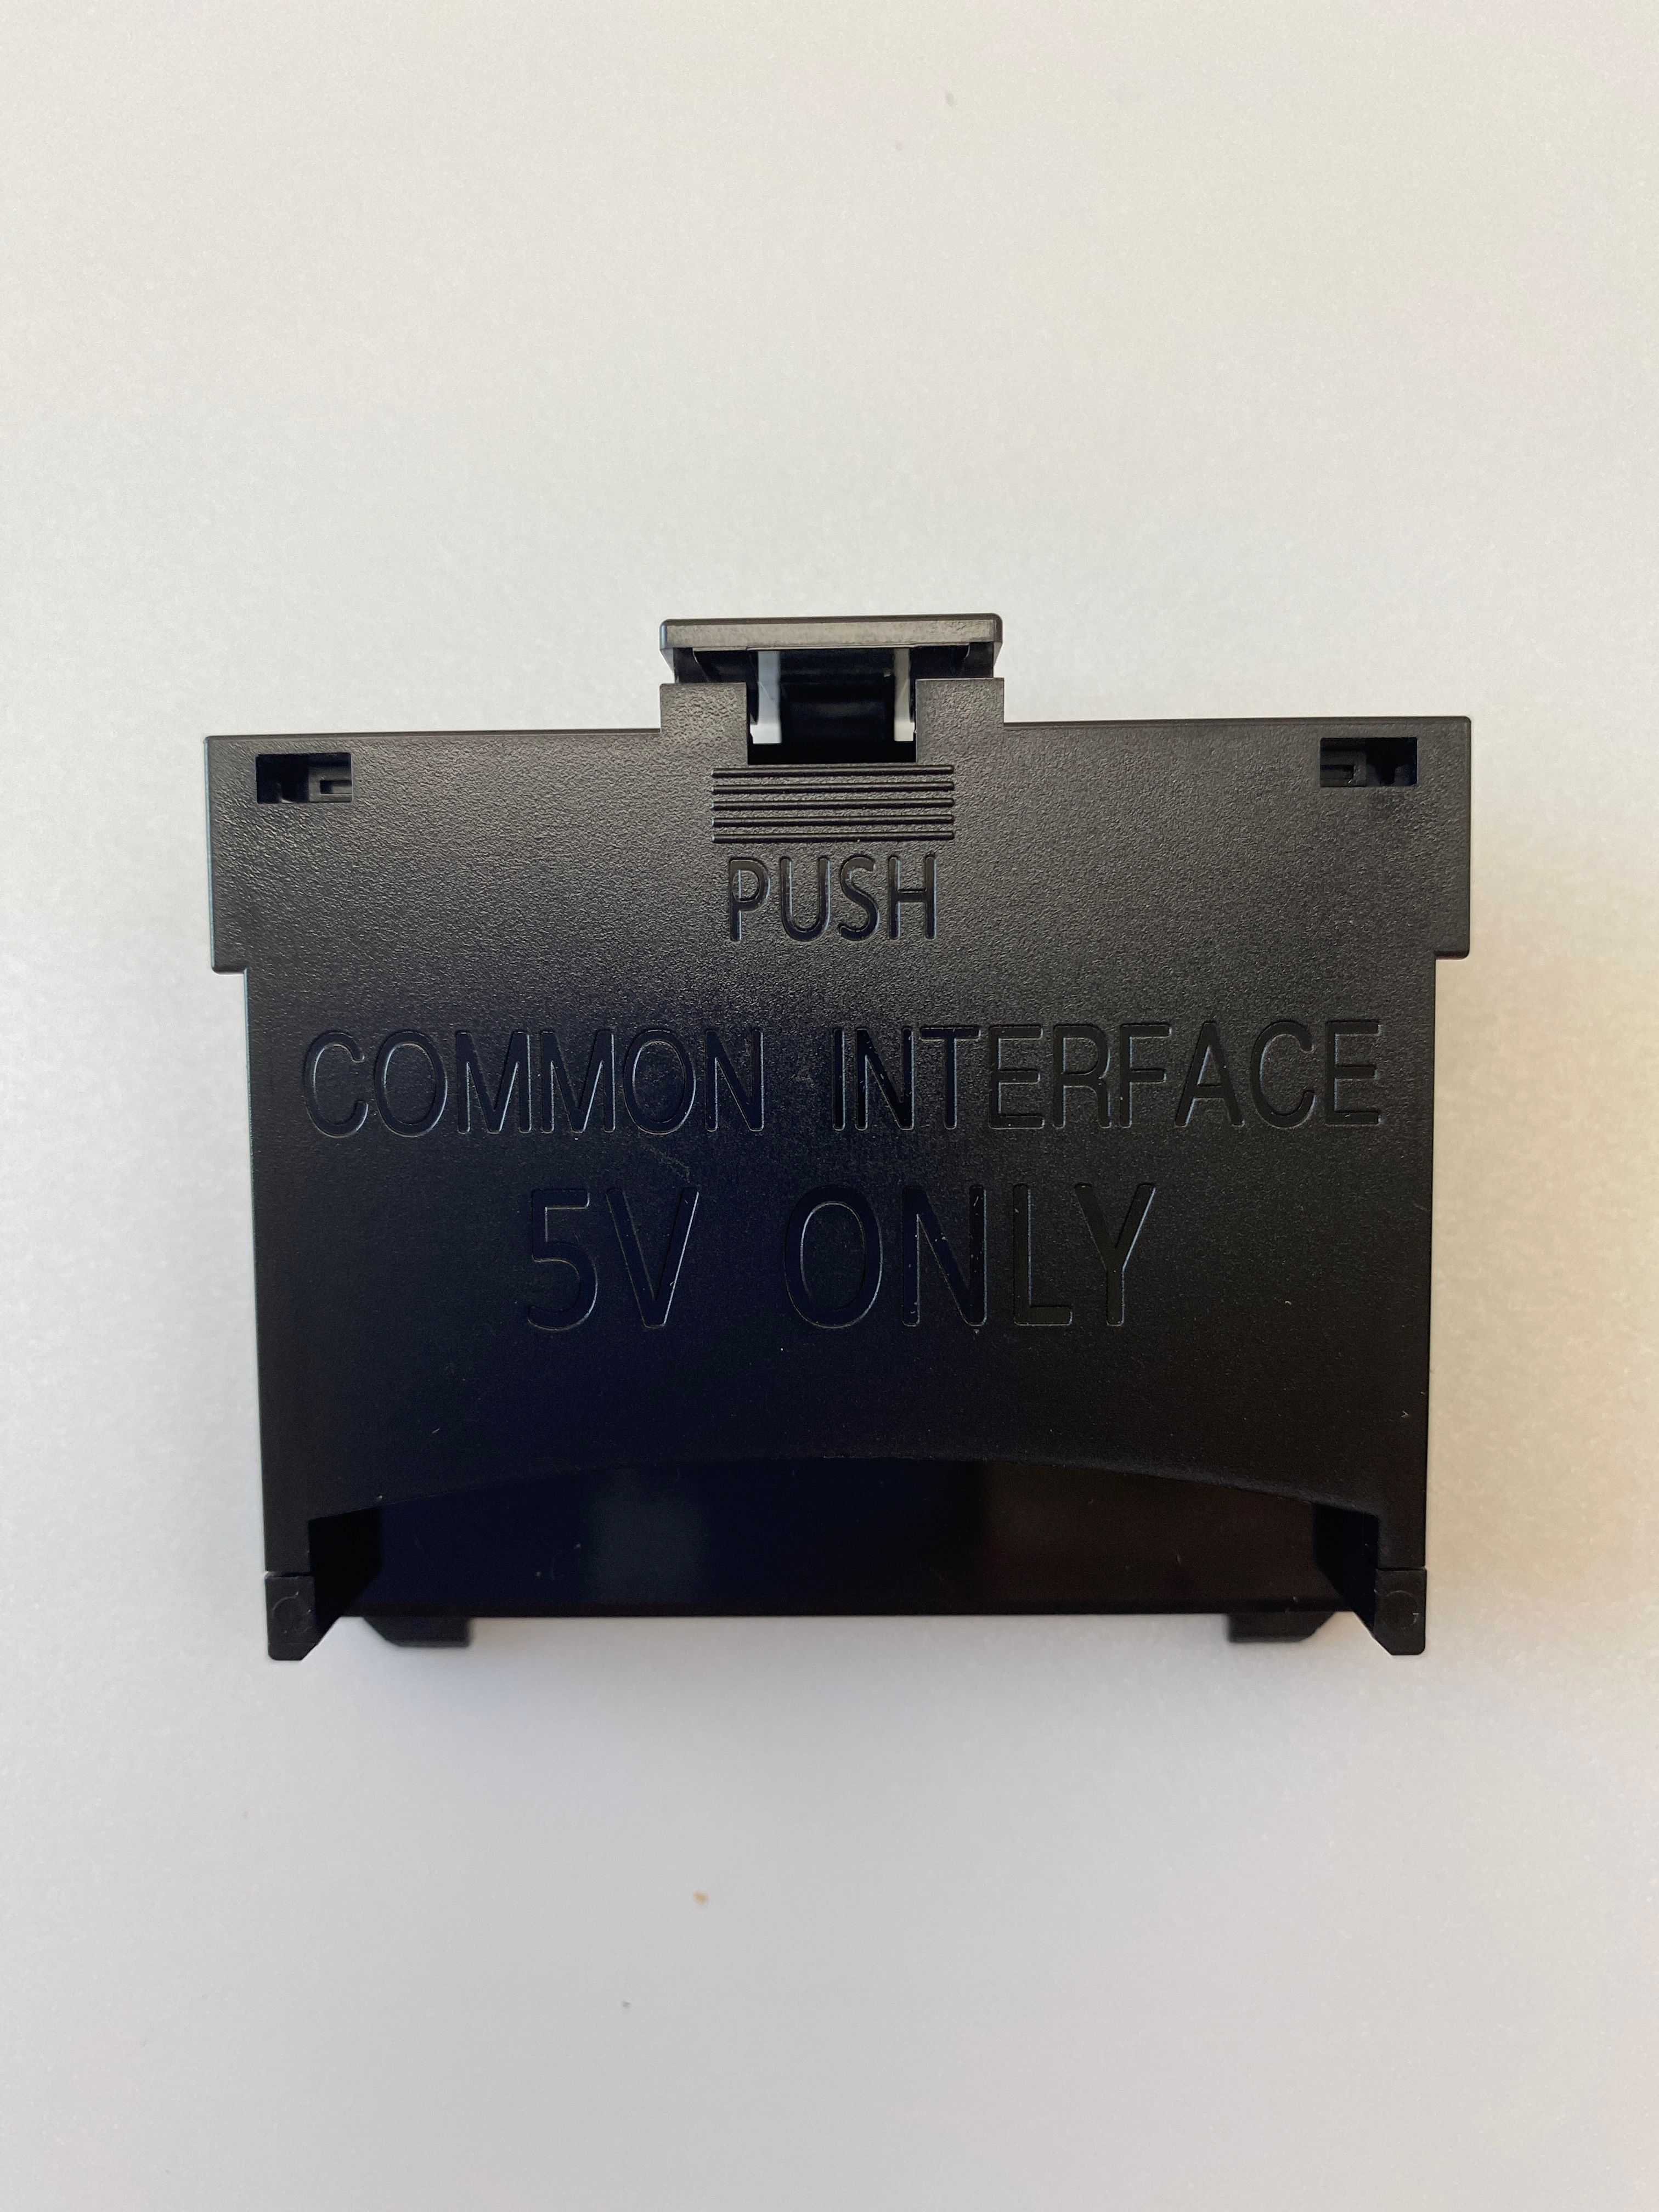 PUSH
COMMON INTERFACE
5V ONLY